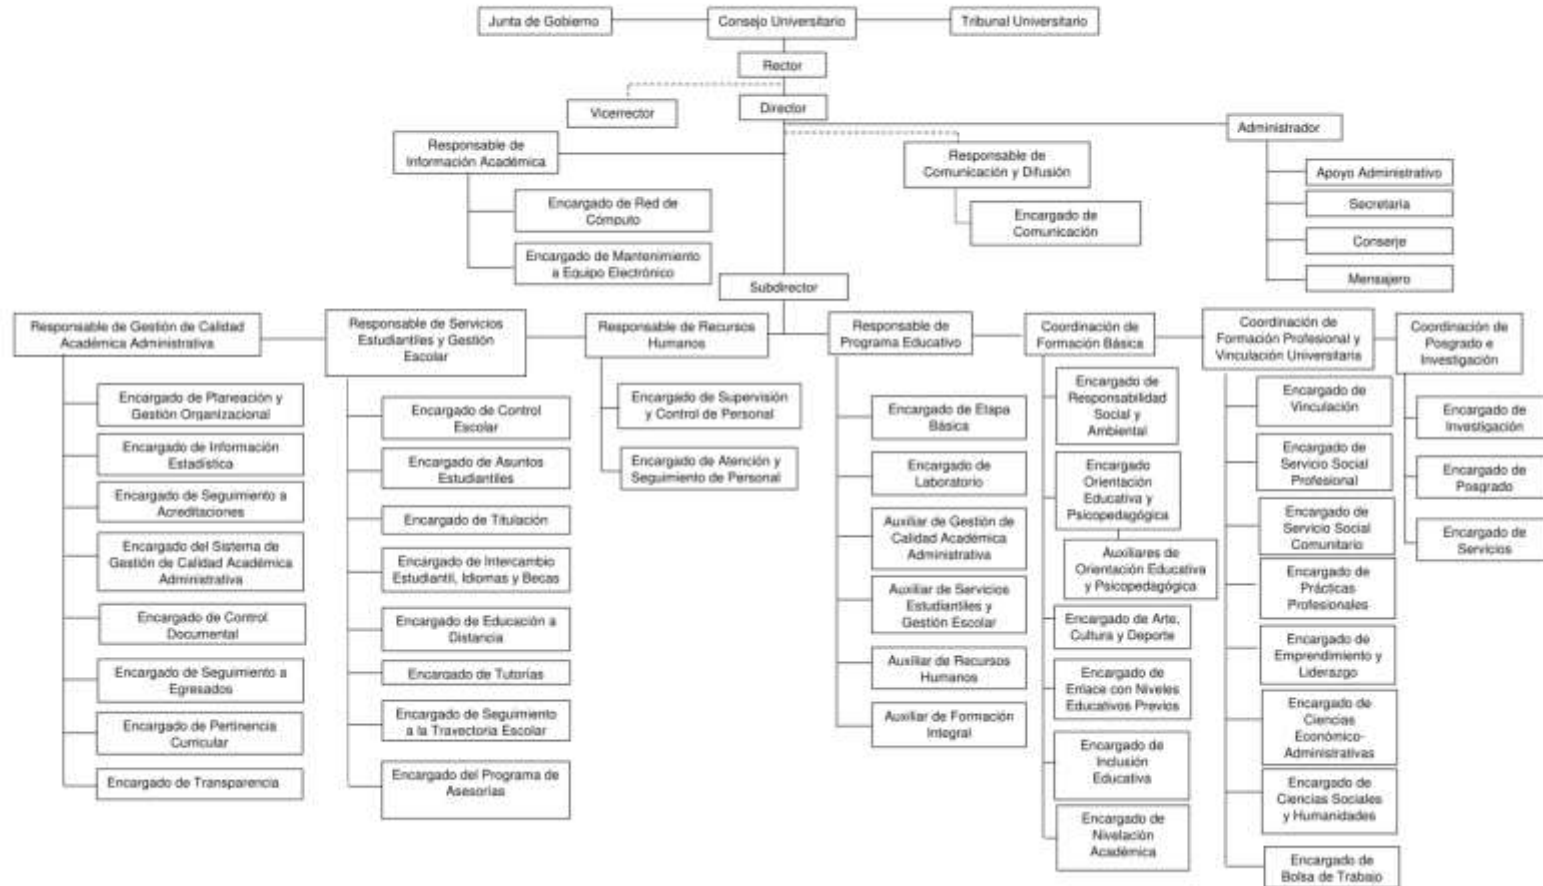 Junta de Gobierno
Consejo Universitario
Tribunal Universitario
Rector
Vicerrector
Director
Administrador
Responsable de
Información Académica
Responsable de
Comunicación y Difusión
Apoyo Administrativo
Secretaria
Conserje
Mensajero
Encargado de Red de
Cómputo
Encargado de
Comunicación
Encargado de Mantenimiento
a Equipo Electrónico
Subdirector
Responsable de Gestión de Calidad
Académica Administrativa
Encargado de Planeación y
Gestión Organizacional
Encargado de Información
Estadística
Encargado de Seguimiento a
Acreditaciones
Encargado del Sistema de
Gestión de Calidad Académica
Administrativa
Encargado de Control
Documental
Encargado de Seguimiento a
Egresados
Encargado de Pertinencia
Curricular
Encargado de Transparencia
Responsable de Servicios
Estudiantiles y Gestión
Escolar
Encargado de Control
Escolar
Encargado de Asuntos
Estudiantiles
Encargado de Titulación
Encargado de Intercambio
Estudiantil, Idiomas y Becas
Encargado de Educación a
Distancia
Encargado de Tutorías
Encargado de Seguimiento
a la Trayectoria Escolar
Encargado del Programa de
Asesorías
Responsable de Recursos
Humanos
Encargado de Supervisión
y Control de Personal
Encargado de Atención y
Seguimiento de Personal
Responsable de
Programa Educativo
Encargado de Etapa
Básica
Encargado de
Laboratorio
Auxiliar de Gestión de
Calidad Académica
Administrativa
Auxiliar de Servicios
Estudiantiles y
Gestión Escolar
Auxiliar de Recursos
Humanos
Auxiliar de Formación
Integral
Coordinación de
Formación Básica
Encargado de
Responsabilidad
Social y
Ambiental
Encargado
Orientación
Educativa y
Psicopedagógica
Auxiliares de
Orientación Educativa
y Psicopedagógica
Encargado de Arte,
Cultura y Deporte
Encargado de
Enlace con Niveles
Educativos Previos
Encargado de
Inclusión
Educativa
Encargado de
Nivelación
Académica
Coordinación de
Formación Profesional y
Vinculación Universitaria
Encargado de
Vinculación
Encargado de
Servicio Social
Profesional
Encargado de
Servicio Social
Comunitario
Encargado de
Prácticas
Profesionales
Encargado de
Emprendimiento y
Liderazgo
Encargado de
Ciencias
Económico-
Administrativas
Encargado de
Ciencias Sociales
y Humanidades
Encargado de
Bolsa de Trabajo
Coordinación de
Posgrado e
Investigación
Encargado de
Investigación
Encargado de
Posgrado
Encargado de
Servicios